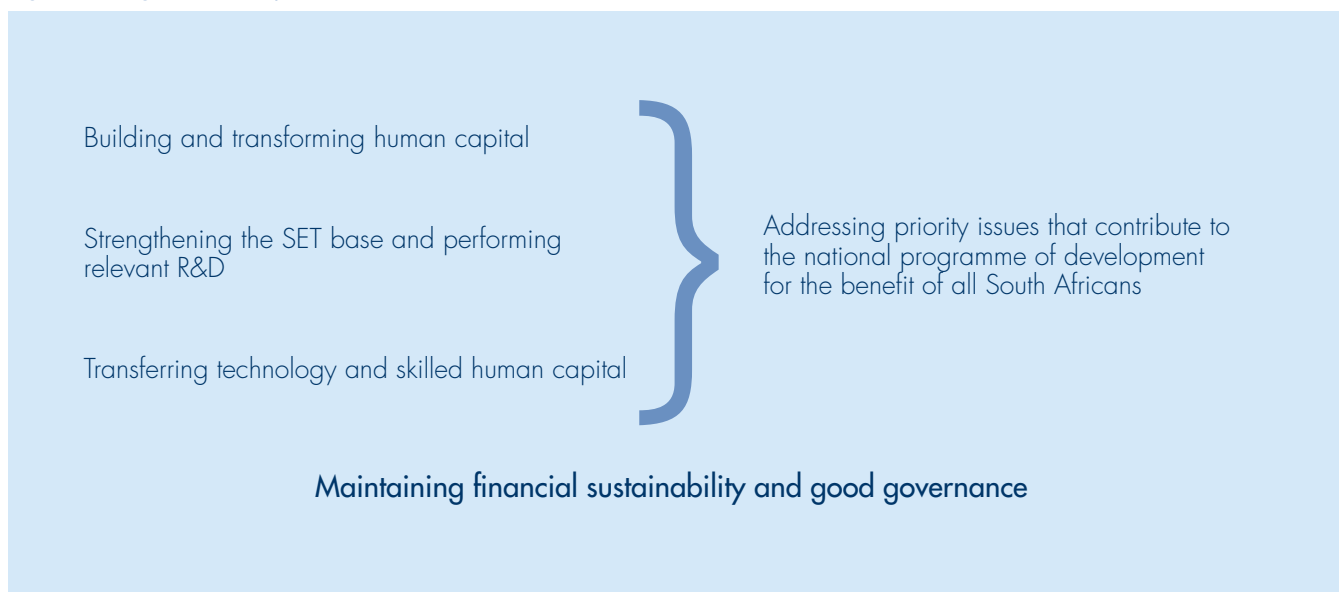 Building and transforming human capital
Strengthening the SET base and performing
relevant R&D
Transferring technology and skilled human capital
Addressing priority issues that contribute to
the national programme of development
for the benefit of all South Africans
Maintaining financial sustainability and good governance